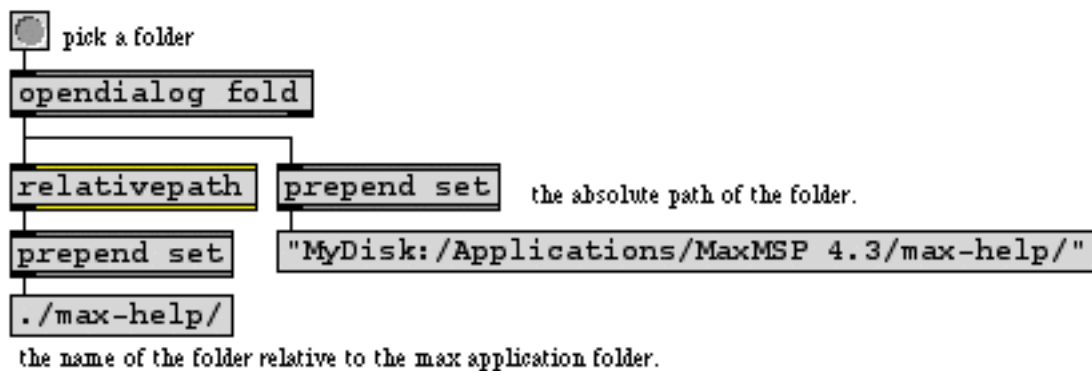 pick a folder
opendialog fold
relativepath
prepend set
the absolute path of the folder.
prepend set
"MyDisk:/Applications/MaxMSP 4.3/max-help/"
./max-help/
the name of the folder relative to the max application folder.